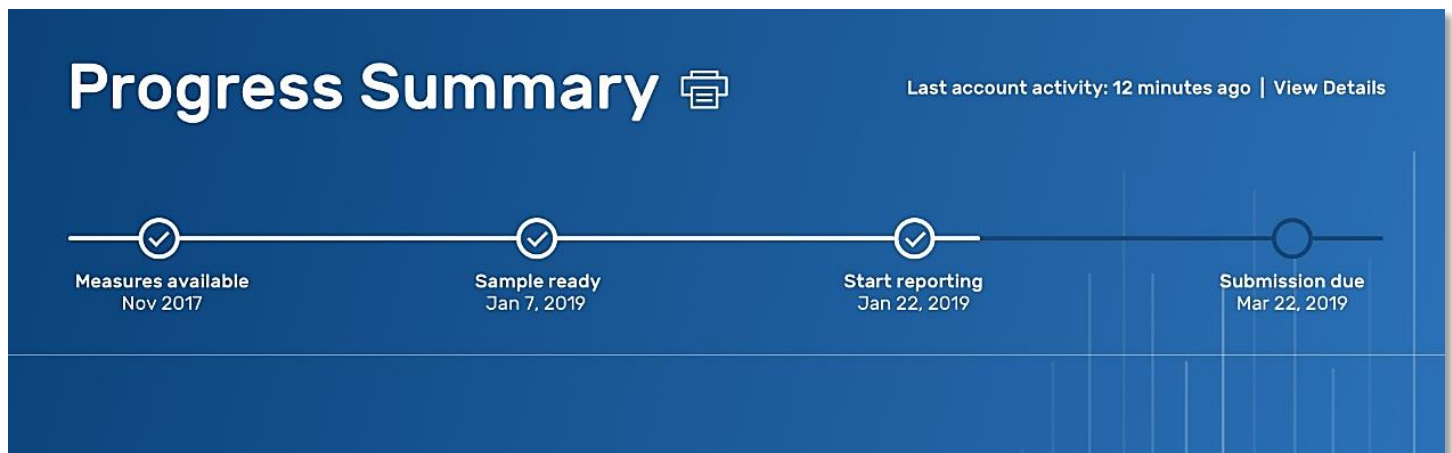 Progress Summary
Last account activity: 12 minutes ago | View Details
Measures available
Nov 2017
Sample ready
Jan 7, 2019
Start reporting
Jan 22, 2019
Submission due
Mar 22, 2019